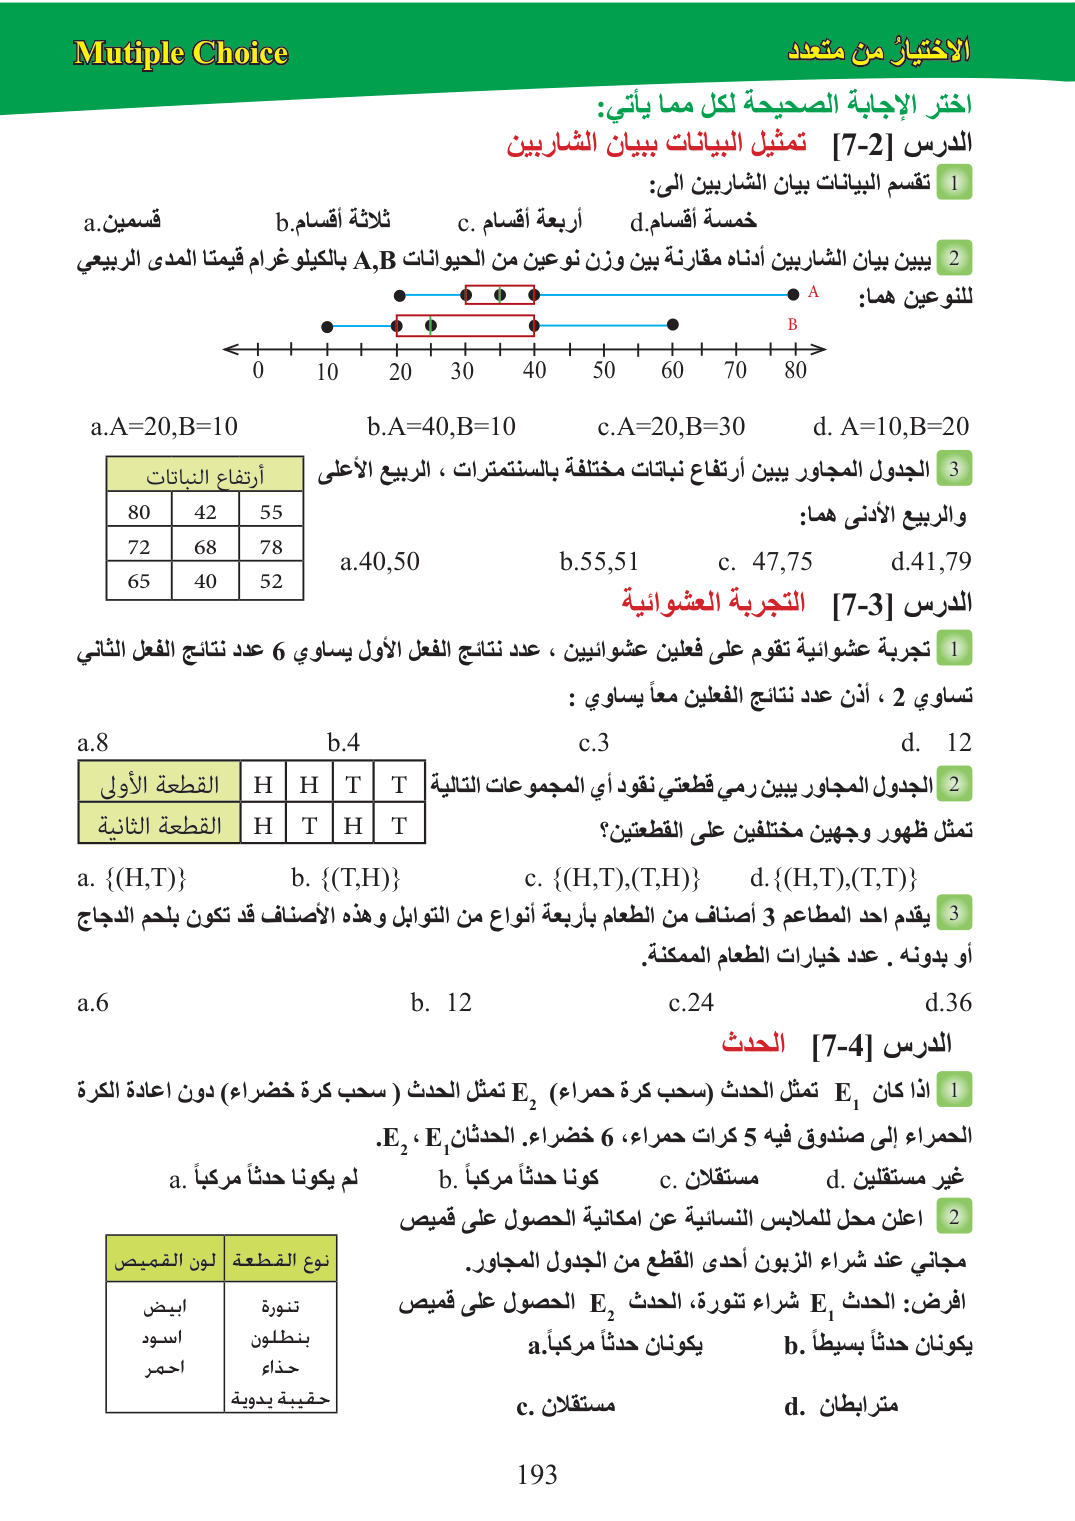 الاختيارُ من متعدد Mutiple Choice
اختر الإجابة الصحيحة لكل مما يأتي:
الدرس [7-2] تمثيل البيانات ببيان الشاربين
1 تقسم البيانات بيان الشاربين الى:
a.قسمين b.ثلاثة أقسام c. أربعة أقسام d.خمسة أقسام
2 يبين بيان الشاربين أدناه مقارنة بين وزن نوعين من الحيوانات A,B بالكيلوغرام قيمتا المدى الربيعي
للنوعين هما:
A
B
0 10 20 30 40 50 60 70 80
a.A=20,B=10 b.A=40,B=10 c.A=20,B=30 d. A=10,B=20
3 الجدول المجاور يبين أرتفاع نباتات مختلفة بالسنتمترات ، الربيع الأعلى
والربيع الأدنى هما:
أرتفاع النباتات
80 42 55
72 68 78
65 40 52
a.40,50 b.55,51 c. 47,75 d.41,79
الدرس [7-3] التجربة العشوائية
1 تجربة عشوائية تقوم على فعلين عشوائيين ، عدد نتائج الفعل الأول يساوي 6 عدد نتائج الفعل الثاني
تساوي 2 ، أذن عدد نتائج الفعلين معاً يساوي :
a.8 b.4 c.3 d. 12
2 الجدول المجاور يبين رمي قطعتي نقود أي المجموعات التالية
تمثل ظهور وجهين مختلفين على القطعتين؟
القطعة الأولى H H T T
القطعة الثانية H T H T
a. {(H,T)} b. {(T,H)} c. {(H,T),(T,H)} d.{(H,T),(T,T)}
3 يقدم احد المطاعم 3 أصناف من الطعام بأربعة أنواع من التوابل وهذه الأصناف قد تكون بلحم الدجاج
أو بدونه . عدد خيارات الطعام الممكنة.
a.6 b. 12 c.24 d.36
الدرس [7-4] الحدث
1 اذا كان E1 تمثل الحدث (سحب كرة حمراء) E2 تمثل الحدث ( سحب كرة خضراء) دون اعادة الكرة
الحمراء إلى صندوق فيه 5 كرات حمراء، 6 خضراء. الحدثان E1 ، E2.
a. لم يكونا حدثاً مركباً b. كونا حدثاً مركباً c. مستقلان d. غير مستقلين
2 اعلن محل للملابس النسائية عن امكانية الحصول على قميص
مجاني عند شراء الزبون أحدى القطع من الجدول المجاور.
افرض: الحدث E1 شراء تنورة، الحدث E2 الحصول على قميص
a.يكونان حدثاً مركباً b. يكونان حدثاً بسيطاً
c. مستقلان d. مترابطان
نوع القطعة لون القميص
تنورة ابيض
بنطلون اسود
حذاء احمر
حقيبة يدوية
193